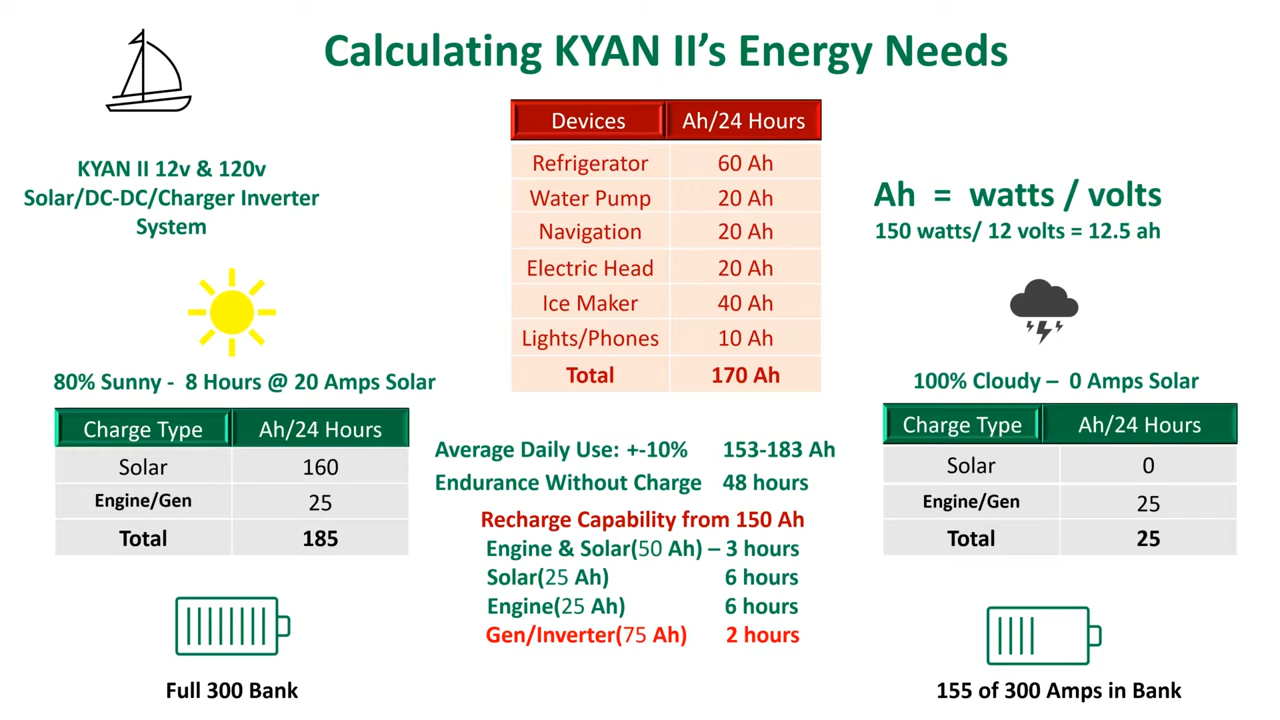 Calculating KYAN II's Energy Needs
KYAN II 12v & 120v
Solar/DC-DC/Charger Inverter
System
Devices Ah/24 Hours
Refrigerator 60 Ah
Water Pump 20 Ah
Navigation 20 Ah
Electric Head 20 Ah
Ice Maker 40 Ah
Lights/Phones 10 Ah
Total 170 Ah
Ah = watts / volts
150 watts/ 12 volts = 12.5 ah
80% Sunny - 8 Hours @ 20 Amps Solar
Charge Type Ah/24 Hours
Solar 160
Engine/Gen 25
Total 185
Full 300 Bank
Average Daily Use: +-10% 153-183 Ah
Endurance Without Charge 48 hours
Recharge Capability from 150 Ah
Engine & Solar(50 Ah) – 3 hours
Solar(25 Ah) 6 hours
Engine(25 Ah) 6 hours
Gen/Inverter(75 Ah) 2 hours
100% Cloudy – 0 Amps Solar
Charge Type Ah/24 Hours
Solar 0
Engine/Gen 25
Total 25
155 of 300 Amps in Bank